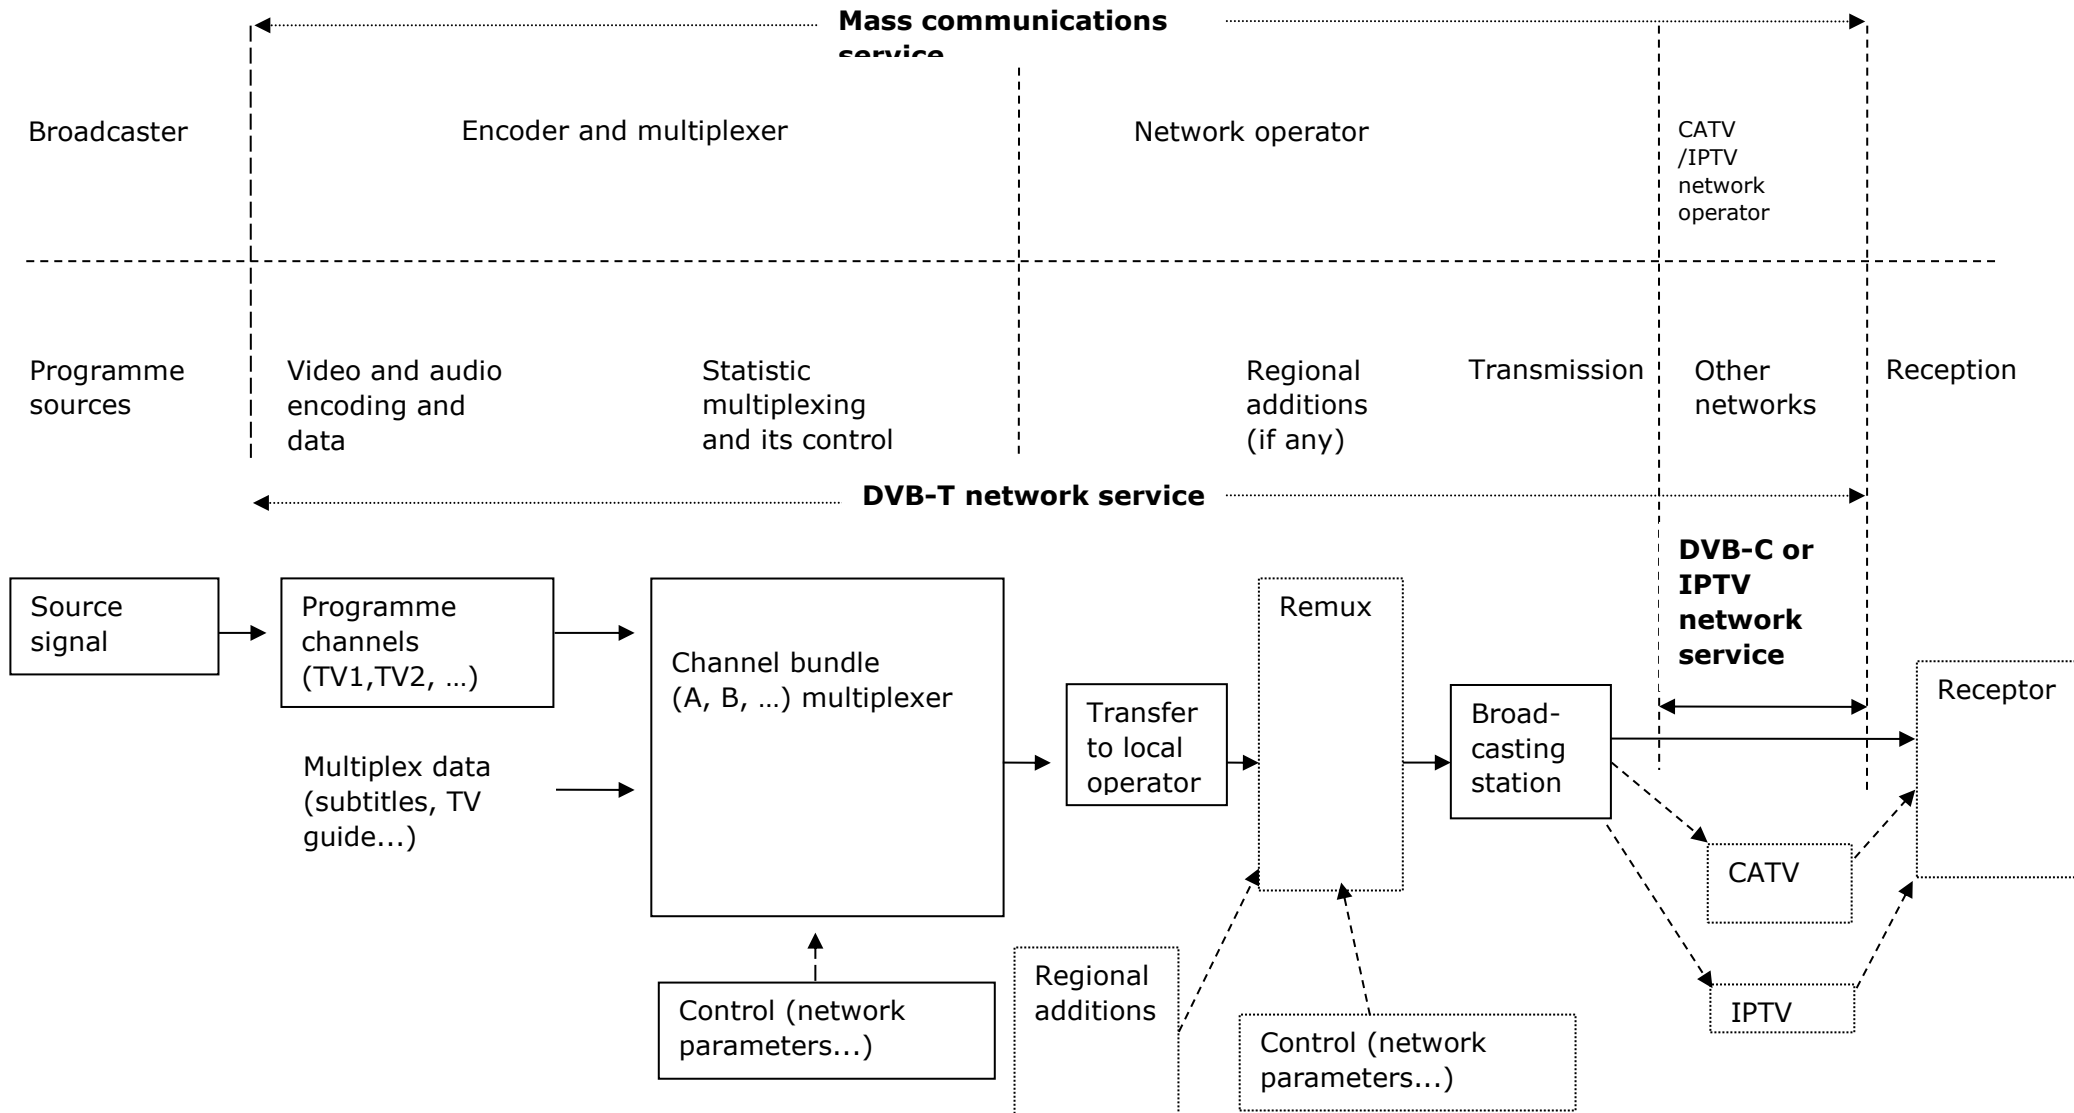 Mass communications
service
Broadcaster
Encoder and multiplexer
Network operator
CATV
/IPTV
network
operator
Programme
sources
Video and audio
encoding and
data
Statistic
multiplexing
and its control
Regional
additions
(if any)
Transmission
Other
networks
Reception
DVB-T network service
DVB-C or
IPTV
network
service
Source
signal
Programme
channels
(TV1,TV2, …)
Multiplex data
(subtitles, TV
guide...)
Channel bundle
(A, B, …) multiplexer
Control (network
parameters...)
Transfer
to local
operator
Remux
Regional
additions
Control (network
parameters...)
Broad-
casting
station
CATV
IPTV
Receptor